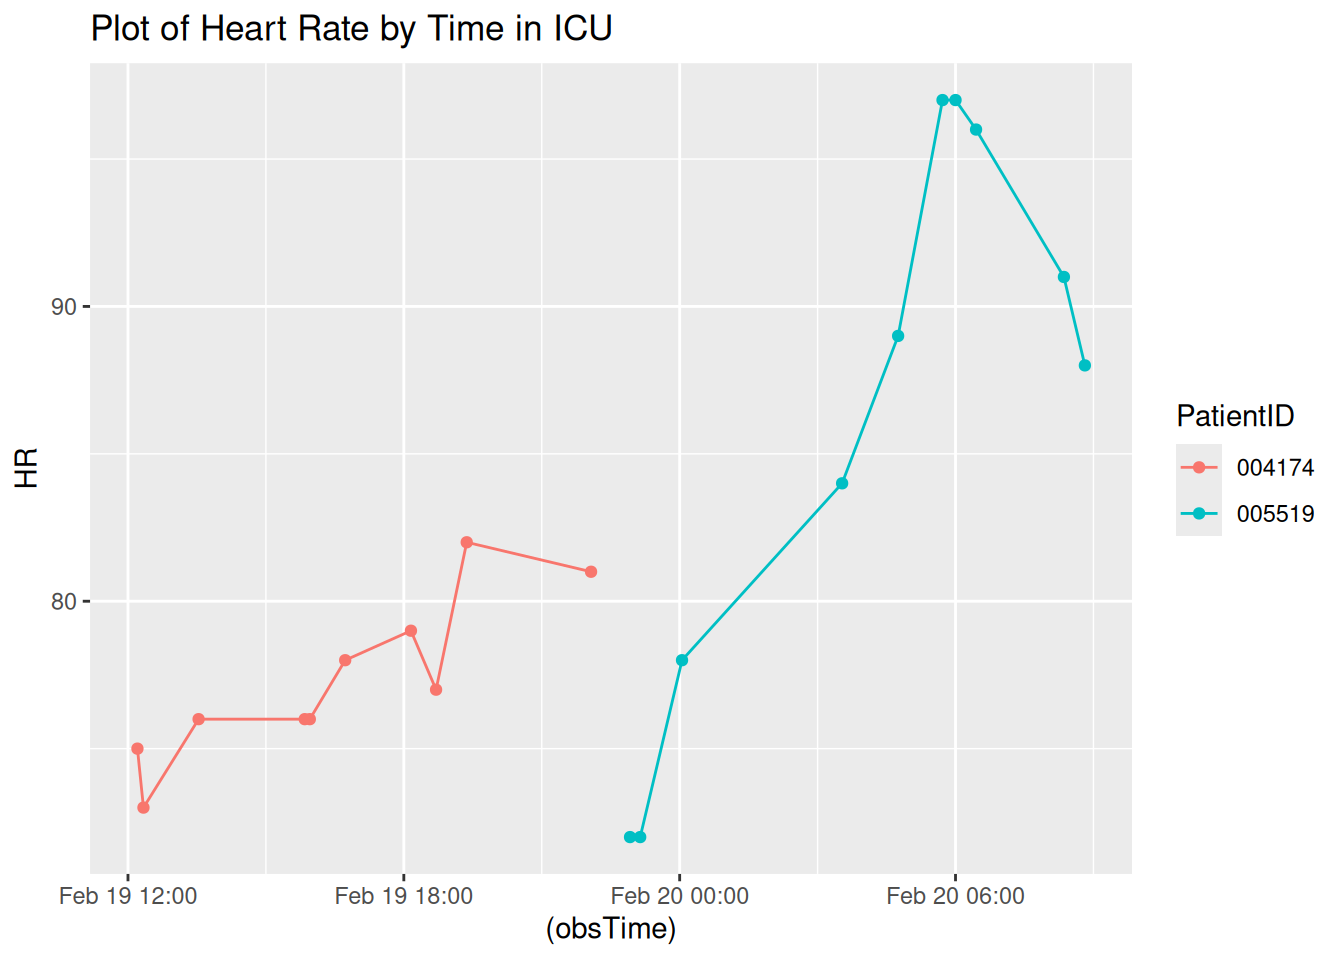 Plot of Heart Rate by Time in ICU
HR
90
80
Feb 19 12:00
Feb 19 18:00
Feb 20 00:00
Feb 20 06:00
(obsTime)
PatientID
004174
005519